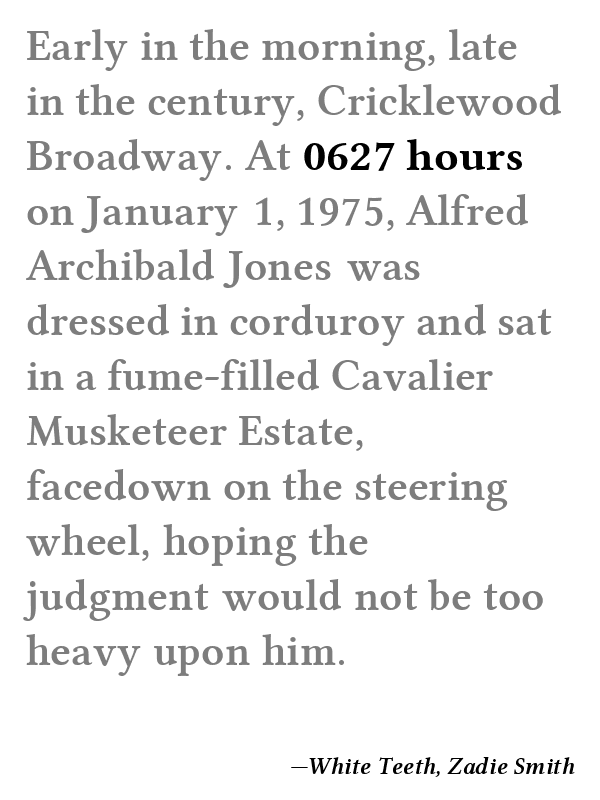 Early in the morning, late
in the century, Cricklewood
Broadway. At 0627 hours
on January 1, 1975, Alfred
Archibald Jones was
dressed in corduroy and sat
in a fume-filled Cavalier
Musketeer Estate,
facedown on the steering
wheel, hoping the
judgment would not be too
heavy upon him.
—White Teeth, Zadie Smith